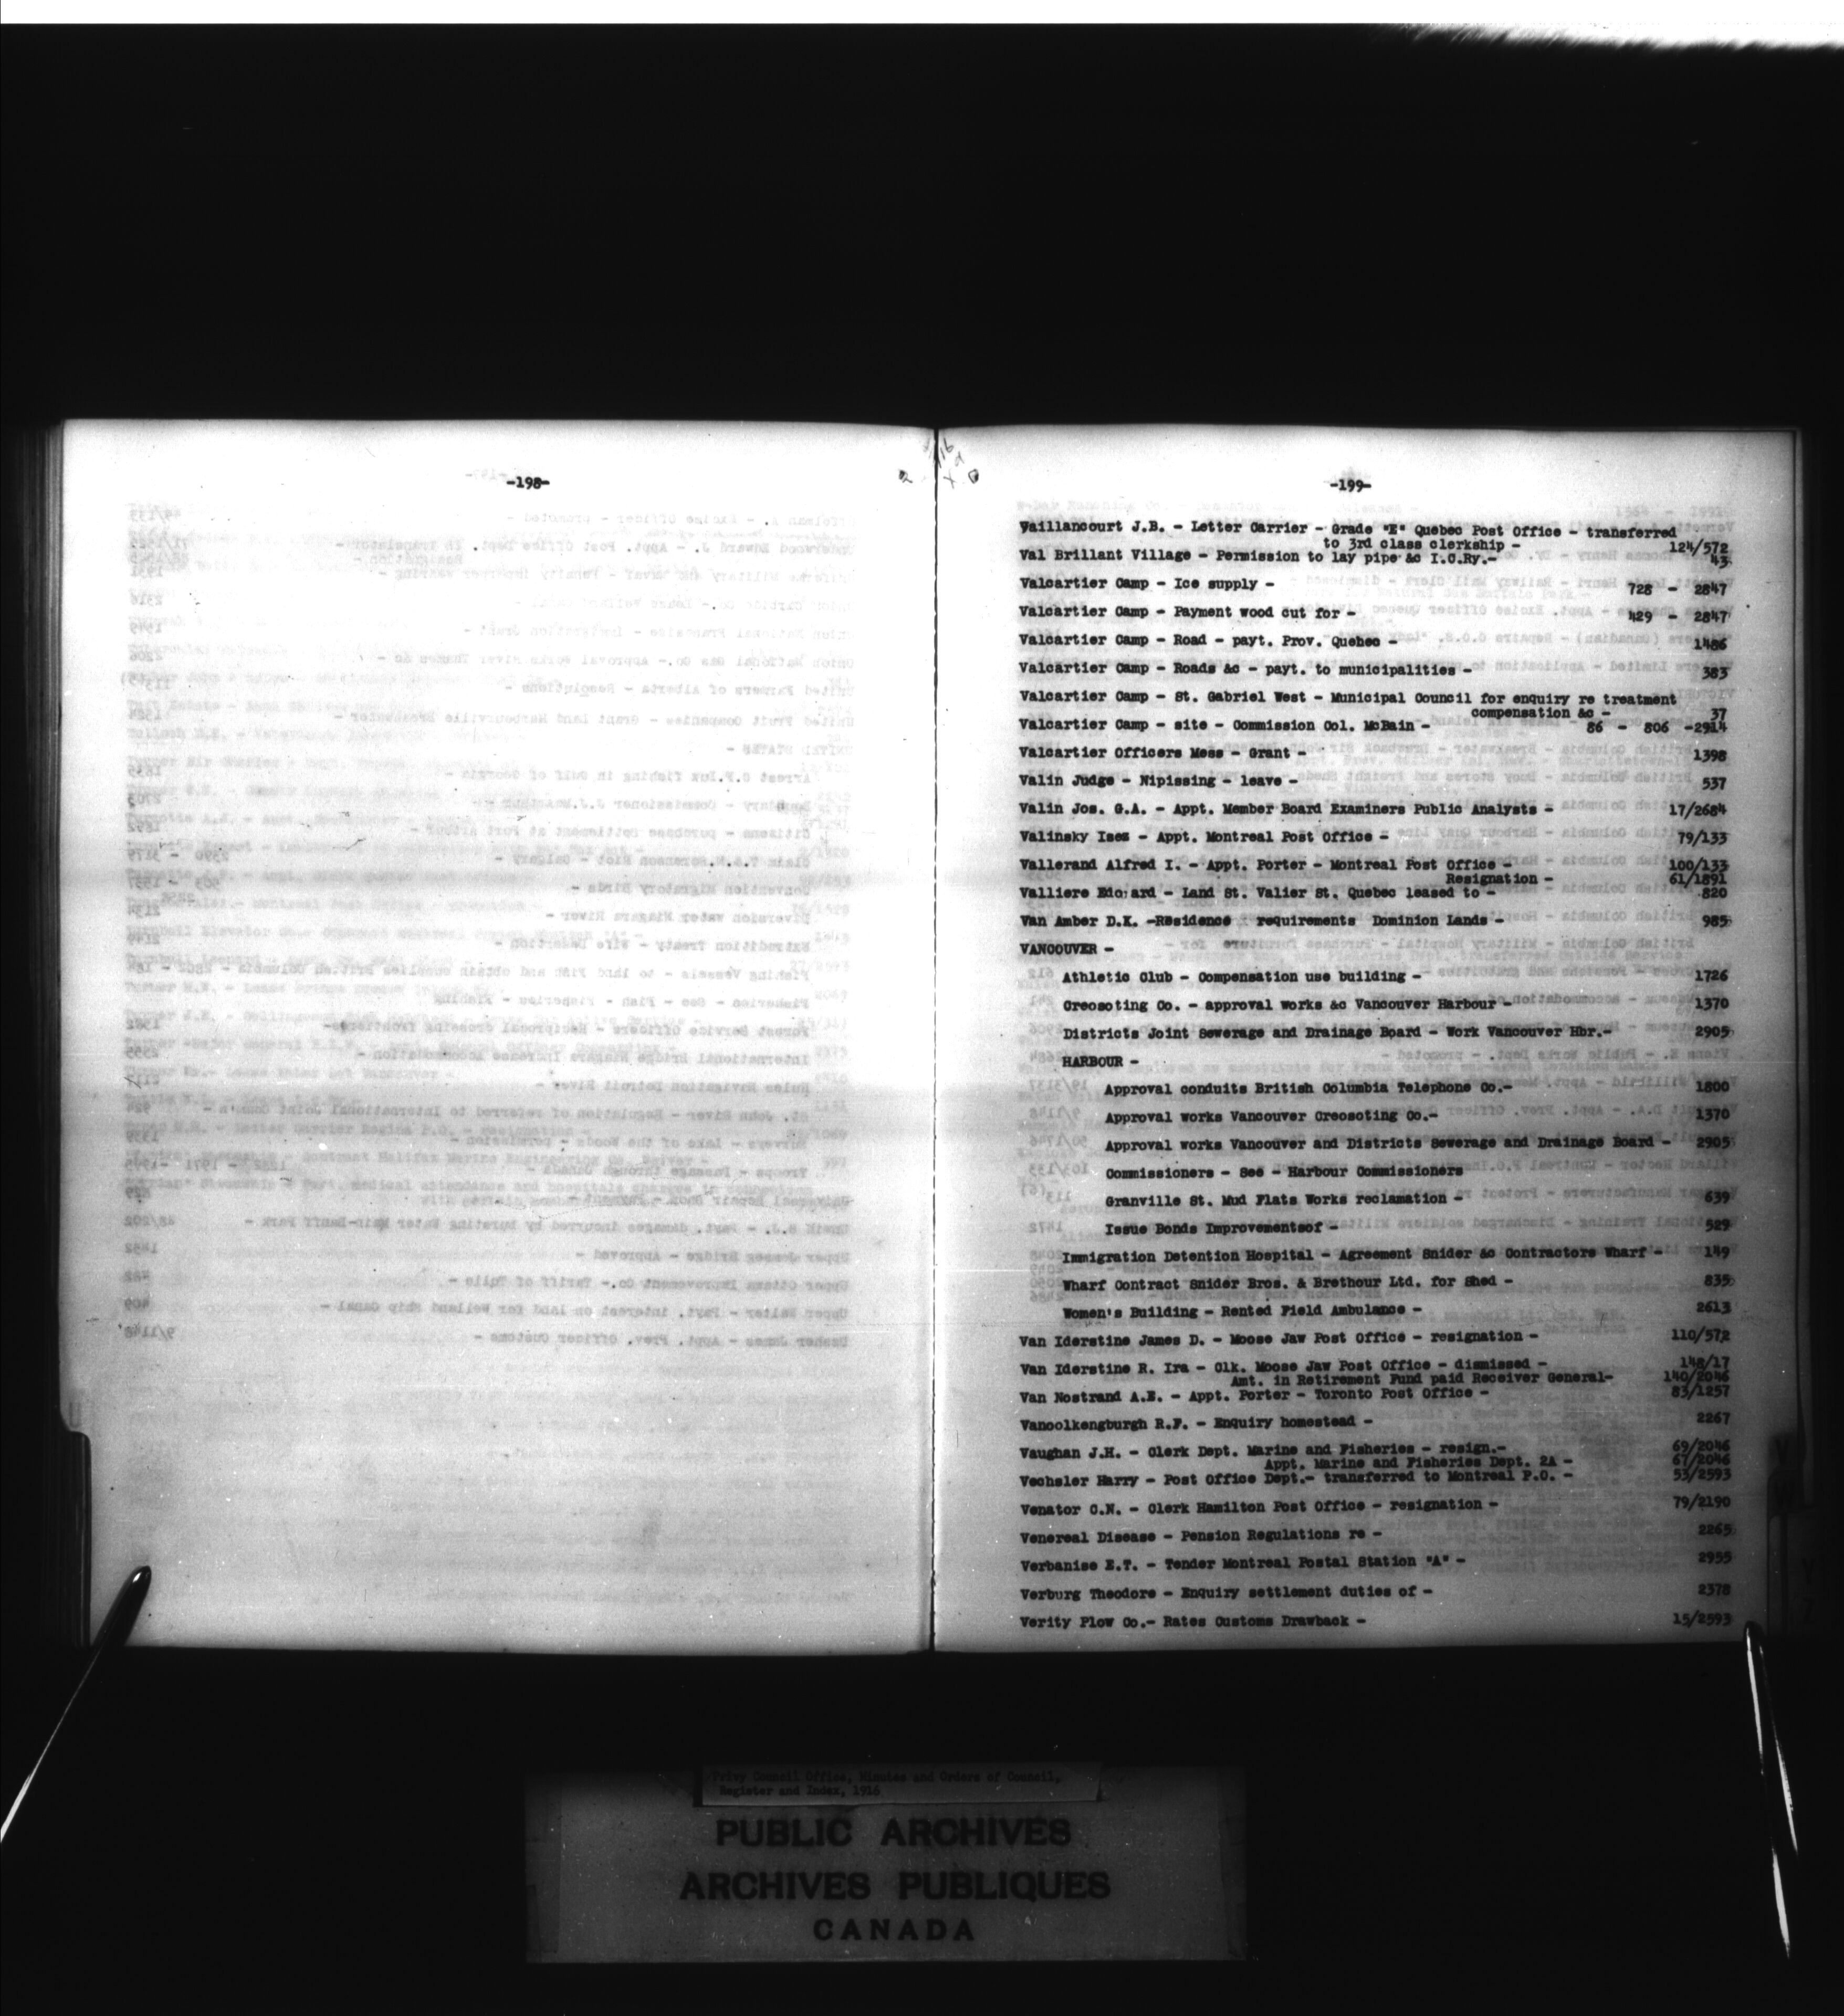 -198-
-199-
Vaillancourt J.B. - Letter Carrier - Grade "E" Quebec Post Office - transferred
to 3rd class clerkship - 124/572
Val Brillant Village - Permission to lay pipe &c I.C.Ry.- 43
Valcartier Camp - Ice supply - 728 - 2847
Valcartier Camp - Payment wood cut for - 429 - 2847
Valcartier Camp - Road - payt. Prov. Quebec - 1486
Valcartier Camp - Roads &c - payt. to municipalities - 383
Valcartier Camp - St. Gabriel West - Municipal Council for enquiry re treatment
compensation &c - 37
Valcartier Camp - site - Commission Col. McBain - 86 - 806 -2914
Valcartier Officers Mess - Grant - 1398
Valin Judge - Nipissing - leave - 537
Valin Jos. G.A. - Appt. Member Board Examiners Public Analysts - 17/2684
Valinsky Isez - Appt. Montreal Post Office - 79/133
Vallerand Alfred I. - Appt. Porter - Montreal Post Office - 100/133
Resignation - 61/1891
Valliere - Land St. Valier St. Quebec leased to - 820
Van Amber D.K. -Residence requirements Dominion Lands - 985
VANCOUVER -
Athletic Club - Compensation use building - 1726
Creosoting Co. - approval works &c Vancouver Harbour - 1370
Districts Joint Sewerage and Drainage Board - Work Vancouver Hbr.- 2905
HARBOUR -
Approval conduits British Columbia Telephone Co.- 1800
Approval works Vancouver Creosoting Co.- 1370
Approval works Vancouver and Districts Sewerage and Drainage Board - 2905
Commissioners - See - Harbour Commissioners
Granville St. Mud Flats Works reclamation - 639
Issue Bonds Improvementsof - 529
Immigration Detention Hospital - Agreement Snider &c Contractors Wharf - 149
Wharf Contract Snider Bros. & Brethour Ltd. for Shed - 835
Women's Building - Rented Field Ambulance - 2613
Van Iderstine James D. - Moose Jaw Post Office - resignation - 110/572
Van Iderstine R. Ira - Clk. Moose Jaw Post Office - dismissed - 148/17
Amt. in Retirement Fund paid Receiver General- 140/2046
Van Nostrand A.E. - Appt. Porter - Toronto Post Office - 83/1257
Vanoolkengburgh R.F. - Enquiry homestead - 2267
Vaughan J.H. - Clerk Dept. Marine and Fisheries - resign.- 69/2046
Appt. Marine and Fisheries Dept. 2A - 67/2046
Vechsler Harry - Post Office Dept.- transferred to Montreal P.O. - 53/2593
Venator C.N. - Clerk Hamilton Post Office - resignation - 79/2190
Venereal Disease - Pension Regulations re - 2265
Verbanise E.T. - Tender Montreal Postal Station "A" - 2955
Verburg Theodore - Enquiry settlement duties of - 2378
Verity Plow Co.- Rates Customs Drawback - 15/2593
Privy Council Office, Minutes and Orders of Council,
Register and Index, 1916
PUBLIC ARCHIVES
ARCHIVES PUBLIQUES
CANADA